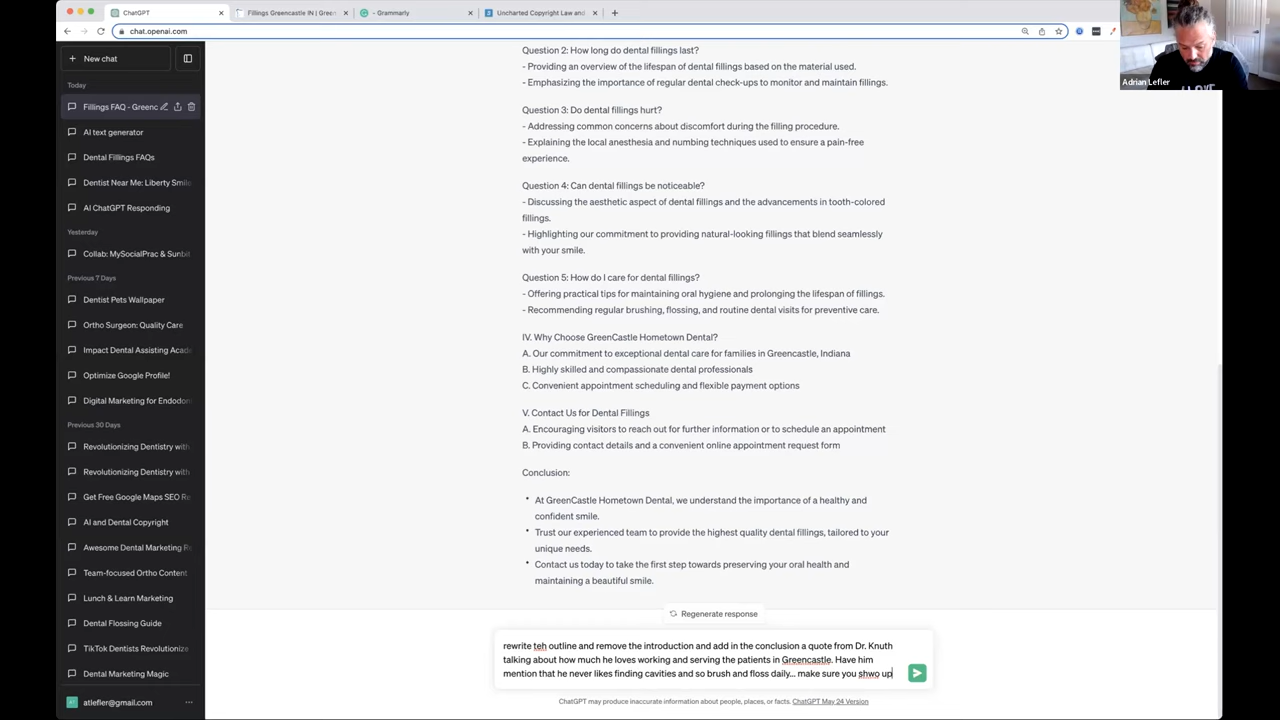 ChatGPT
Fillings Greencastle IN | Greer
- Grammarly
Uncharted Copyright Law and
chat.openai.com
New chat
Today
Fillings FAQ - Greenc
AI text generator
Dental Fillings FAQs
Dentist Near Me: Liberty Smile
AI ChatGPT Responding
Yesterday
Collab: MySocialPrac & Sunbit
Previous 7 Days
Dentist Pets Wallpaper
Ortho Surgeon: Quality Care
Impact Dental Assisting Acade
Optimize Google Profile!
Digital Marketing for Endodon
Previous 30 Days
Revolutionizing Dentistry with
Revolutionizing Dentistry with
Get Free Google Maps SEO Re
AI and Dental Copyright
Awesome Dental Marketing Re
Team-focused Ortho Content
Lunch & Learn Marketing
Dental Flossing Guide
TikTok Dentists Revolutionize
Dental Marketing Magic
atlefler@gmail.com
Question 2: How long do dental fillings last?
- Providing an overview of the lifespan of dental fillings based on the material used.
- Emphasizing the importance of regular dental check-ups to monitor and maintain fillings.
Question 3: Do dental fillings hurt?
- Addressing common concerns about discomfort during the filling procedure.
- Explaining the local anesthesia and numbing techniques used to ensure a pain-free
experience.
Question 4: Can dental fillings be noticeable?
- Discussing the aesthetic aspect of dental fillings and the advancements in tooth-colored
fillings.
- Highlighting our commitment to providing natural-looking fillings that blend seamlessly
with your smile.
Question 5: How do I care for dental fillings?
- Offering practical tips for maintaining oral hygiene and prolonging the lifespan of fillings.
- Recommending regular brushing, flossing, and routine dental visits for preventive care.
IV. Why Choose GreenCastle Hometown Dental?
A. Our commitment to exceptional dental care for families in Greencastle, Indiana
B. Highly skilled and compassionate dental professionals
C. Convenient appointment scheduling and flexible payment options
V. Contact Us for Dental Fillings
A. Encouraging visitors to reach out for further information or to schedule an appointment
B. Providing contact details and a convenient online appointment request form
Conclusion:
• At GreenCastle Hometown Dental, we understand the importance of a healthy and
confident smile.
• Trust our experienced team to provide the highest quality dental fillings, tailored to your
unique needs.
• Contact us today to take the first step towards preserving your oral health and
maintaining a beautiful smile.
Regenerate response
rewrite teh outline and remove the introduction and add in the conclusion a quote from Dr. Knuth
talking about how much he loves working and serving the patients in Greencastle. Have him
mention that he never likes finding cavities and so brush and floss daily... make sure you shwo up
ChatGPT may produce inaccurate information about people, places, or facts. ChatGPT May 24 Version
Adrian Lefler